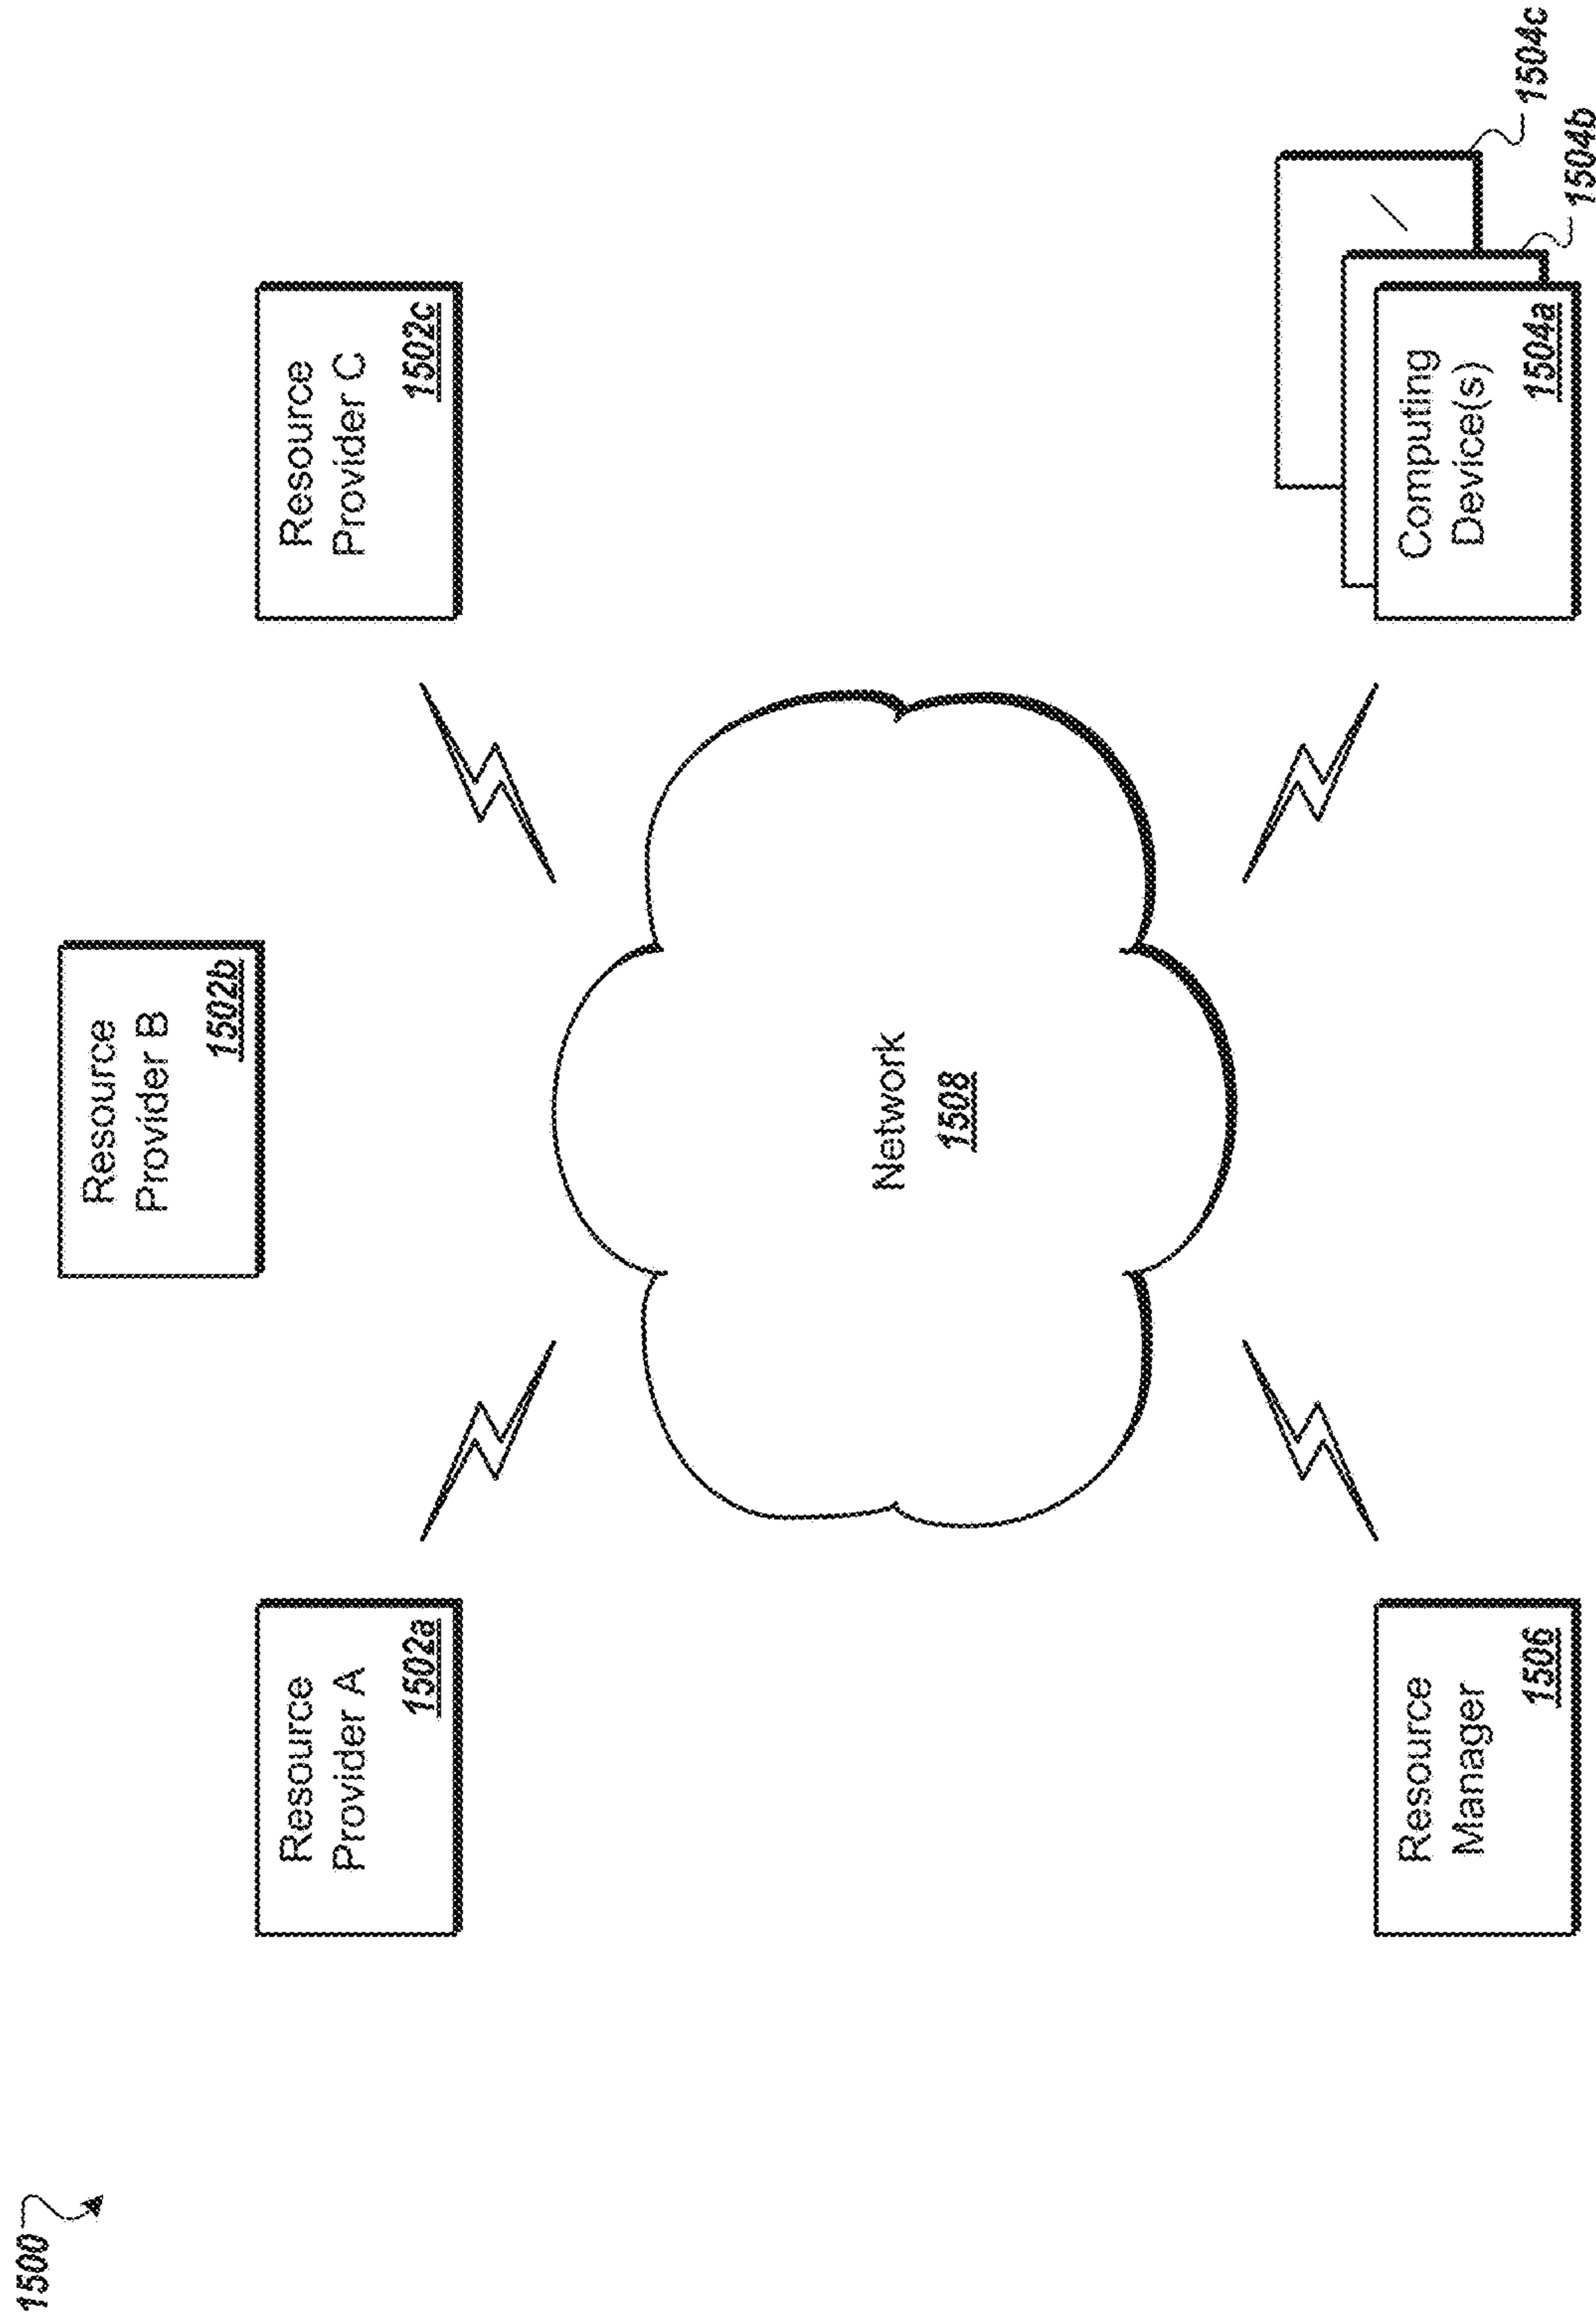 1500
Resource
Provider B
1502b
Resource
Provider A
1502a
Resource
Provider C
1502c
Network
1508
Resource
Manager
1506
Computing
Device(s)
1504a
1504b
1504c